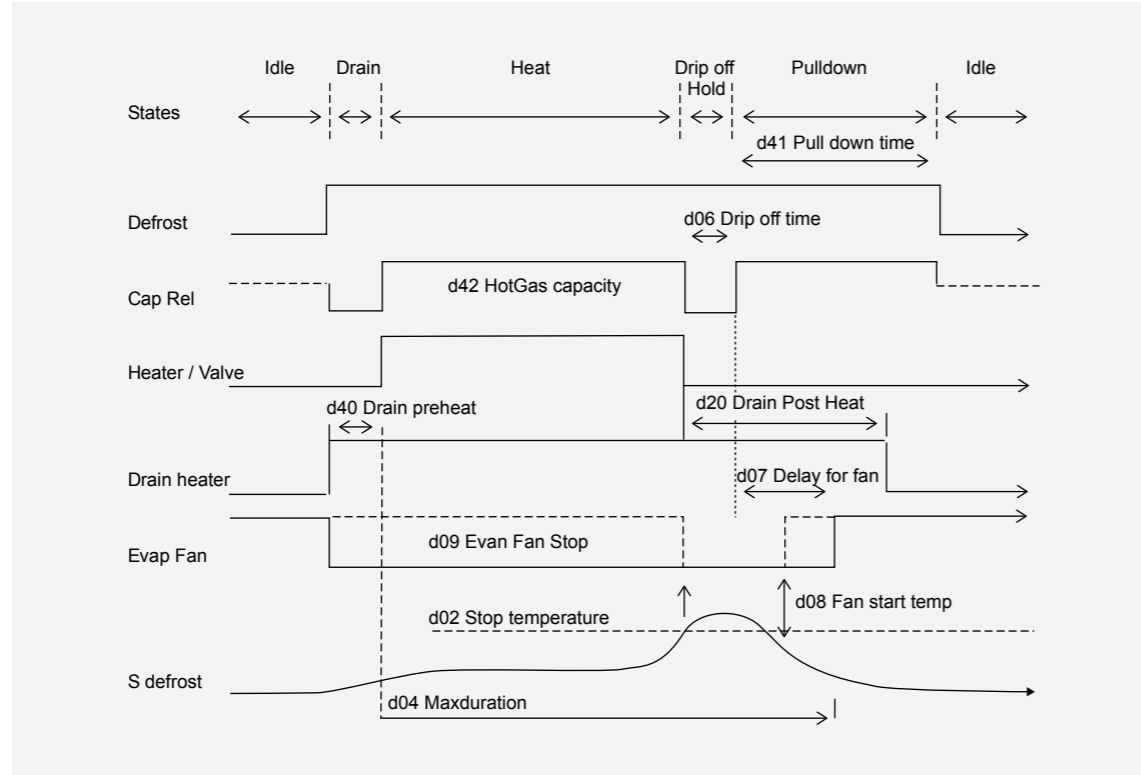 Idle
Drain
Heat
Drip off
Hold
Pulldown
Idle
States
d41 Pull down time
Defrost
d06 Drip off time
Cap Rel
d42 HotGas capacity
Heater / Valve
d40 Drain preheat
d20 Drain Post Heat
Drain heater
d07 Delay for fan
Evap Fan
d09 Evan Fan Stop
d08 Fan start temp
d02 Stop temperature
S defrost
d04 Maxduration